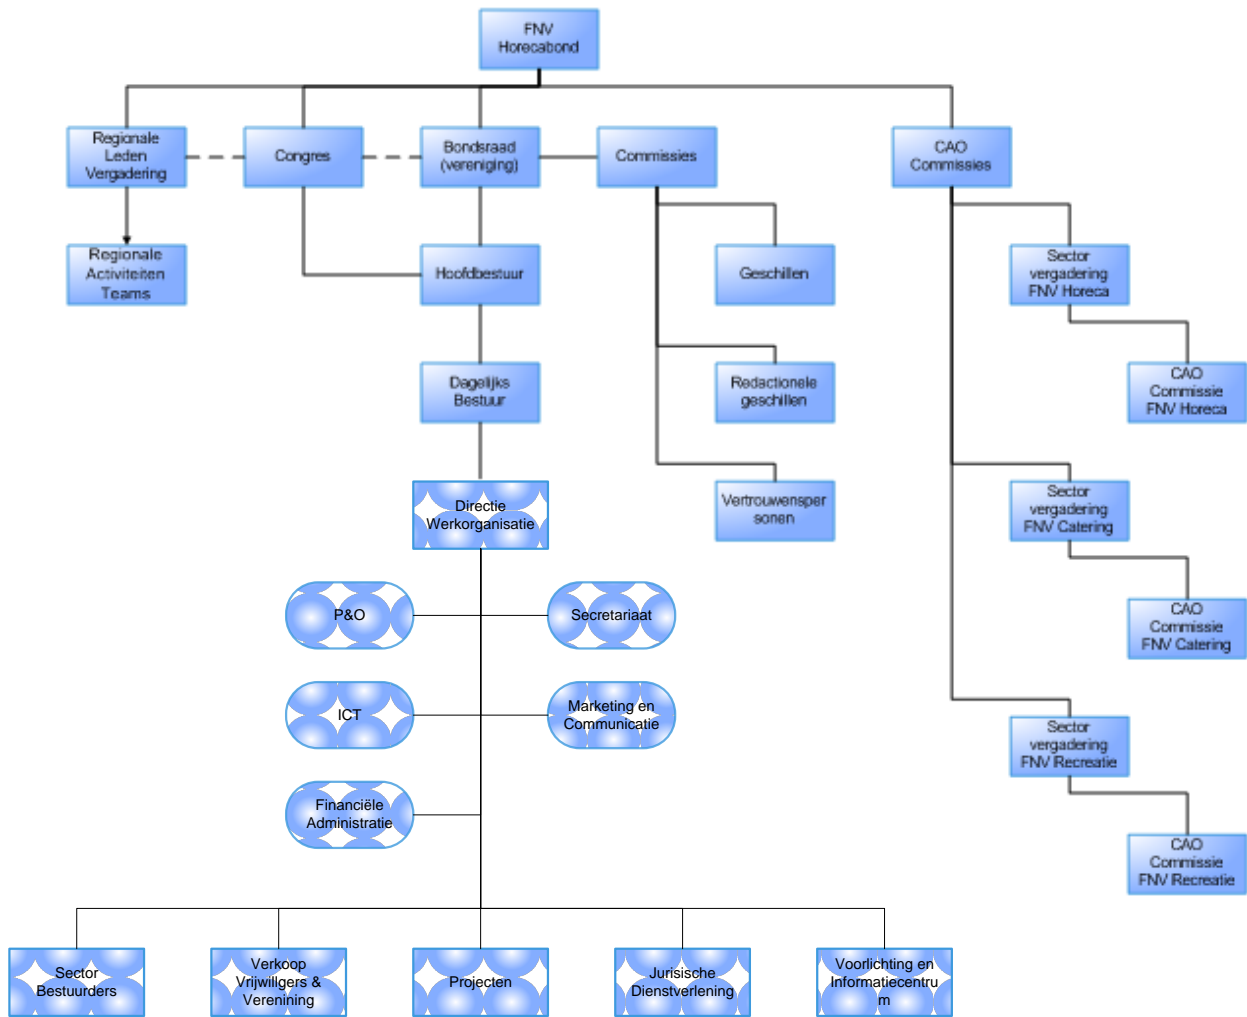 FNV
Horecabond
Regionale
Leden
Vergadering
Congres
Bondsraad
(vereniging)
Commissies
CAO
Commissies
Regionale
Activiteiten
Teams
Hoofdbestuur
Geschillen
Sector
vergadering
FNV Horeca
Dagelijks
Bestuur
Redactionele
geschillen
CAO
Commissie
FNV Horeca
Directie
Werkorganisatie
Vertrouwensper
sonen
Sector
vergadering
FNV Catering
P&O
Secretariaat
CAO
Commissie
FNV Catering
ICT
Marketing en
Communicatie
Sector
vergadering
FNV Recreatie
Financiële
Administratie
CAO
Commissie
FNV Recreatie
Sector
Bestuurders
Verkoop
Vrijwilligers &
Verenining
Projecten
Jurisische
Dienstverlening
Voorlichting en
Informatiecentru
m